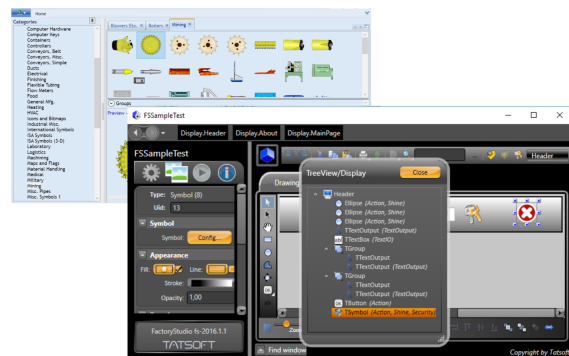 Home
Categories
Blowers Etc.
Boilers
Mining
Computer Hardware
Computer Keys
Containers
Controllers
Conveyors, Belt
Conveyors, Misc.
Conveyors, Simple
Ducts
Electrical
Finishing
Flexible Tubing
Flow Meters
Food
General Mfg.
Heating
HVAC
Icons and Bitmaps
Industrial Misc.
International Symbols
ISA Symbols
ISA Symbols (3-D)
Laboratory
Logistics
Machining
Maps and Flags
Material Handling
Medical
Military
Mining
Misc. Pipes
Misc. Symbols 1
Groups
Preview
FSSampleTest
Display.Header
Display.About
Display.MainPage
FSSampleTest
Header
Type: Symbol (8)
Uid: 13
Symbol
Symbol: Config...
Appearance
Fill:
Line:
Stroke:
Opacity: 1,00
FactoryStudio fs-2016.1.1
TATSOFT
Drawing
TreeView/Display
Close
Header
Ellipse (Action, Shine)
Ellipse (Action, Shine)
Ellipse (Action, Shine)
TTextOutput (TextOutput)
TTextBox (TextIO)
TGroup
TTextOutput
TTextOutput (TextOutput)
TGroup
TTextOutput
TTextOutput (TextOutput)
TButton (Action)
TSymbol (Action, Shine, Security)
Find window
Copyright © Tatsoft